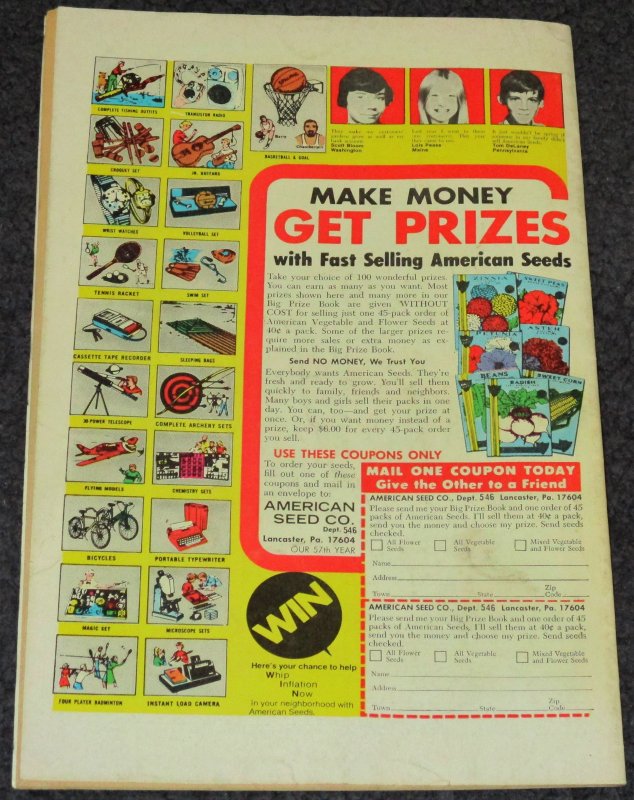 COMPLETE FISHING OUTFITS
TRANSISTOR RADIO
BASKETBALL & GOAL
CROQUET SET
JR. GUITARS
WRIST WATCHES
VOLLEYBALL SET
TENNIS RACKET
SWIM SET
CASSETTE TAPE RECORDER
SLEEPING BAGS
30-POWER TELESCOPE
COMPLETE ARCHERY SETS
FLYING MODELS
CHEMISTRY SETS
BICYCLES
PORTABLE TYPEWRITER
MAGIC SET
MICROSCOPE SETS
FOUR PLAYER BADMINTON
INSTANT LOAD CAMERA
Scott Bloom
Washington
Lois Pease
Maine
Tom DeLaney
Pennsylvania
MAKE MONEY
GET PRIZES
with Fast Selling American Seeds
Take your choice of 100 wonderful prizes.
You can earn as many as you want. Most
prizes shown here and many more in our
Big Prize Book are given WITHOUT
COST for selling just one 45-pack order of
American Vegetable and Flower Seeds at
40¢ a pack. Some of the larger prizes re-
quire more sales or extra money as ex-
plained in the Big Prize Book.
Send NO MONEY, We Trust You
Everybody wants American Seeds. They're
fresh and ready to grow. You'll sell them
quickly to family, friends and neighbors.
Many boys and girls sell their packs in one
day. You can, too—and get your prize at
once. Or, if you want money instead of a
prize, keep $6.00 for every 45-pack order
you sell.
ZINNIA
SWEET PEAS
PETUNIA
ASTER
BEANS
RADISH
SWEET CORN
USE THESE COUPONS ONLY
To order your seeds,
fill out one of these
coupons and mail in
an envelope to:
AMERICAN
SEED CO.
Dept. 546
Lancaster, Pa. 17604
OUR 57th YEAR
MAIL ONE COUPON TODAY
Give the Other to a Friend
AMERICAN SEED CO., Dept. 546 Lancaster, Pa. 17604
Please send me your Big Prize Book and one order of 45
packs of American Seeds. I'll sell them at 40¢ a pack,
send you the money and choose my prize. Send seeds
checked.
All Flower Seeds
All Vegetable Seeds
Mixed Vegetable and Flower Seeds
Name
Address
Town State Zip Code
AMERICAN SEED CO., Dept. 546 Lancaster, Pa. 17604
Please send me your Big Prize Book and one order of 45
packs of American Seeds, I'll sell them at 40¢ a pack,
send you the money and choose my prize. Send seeds
checked.
All Flower Seeds
All Vegetable Seeds
Mixed Vegetable and Flower Seeds
Name
Address
Town State Zip Code
WIN
Here's your chance to help
Whip
Inflation
Now
in your neighborhood with
American Seeds.